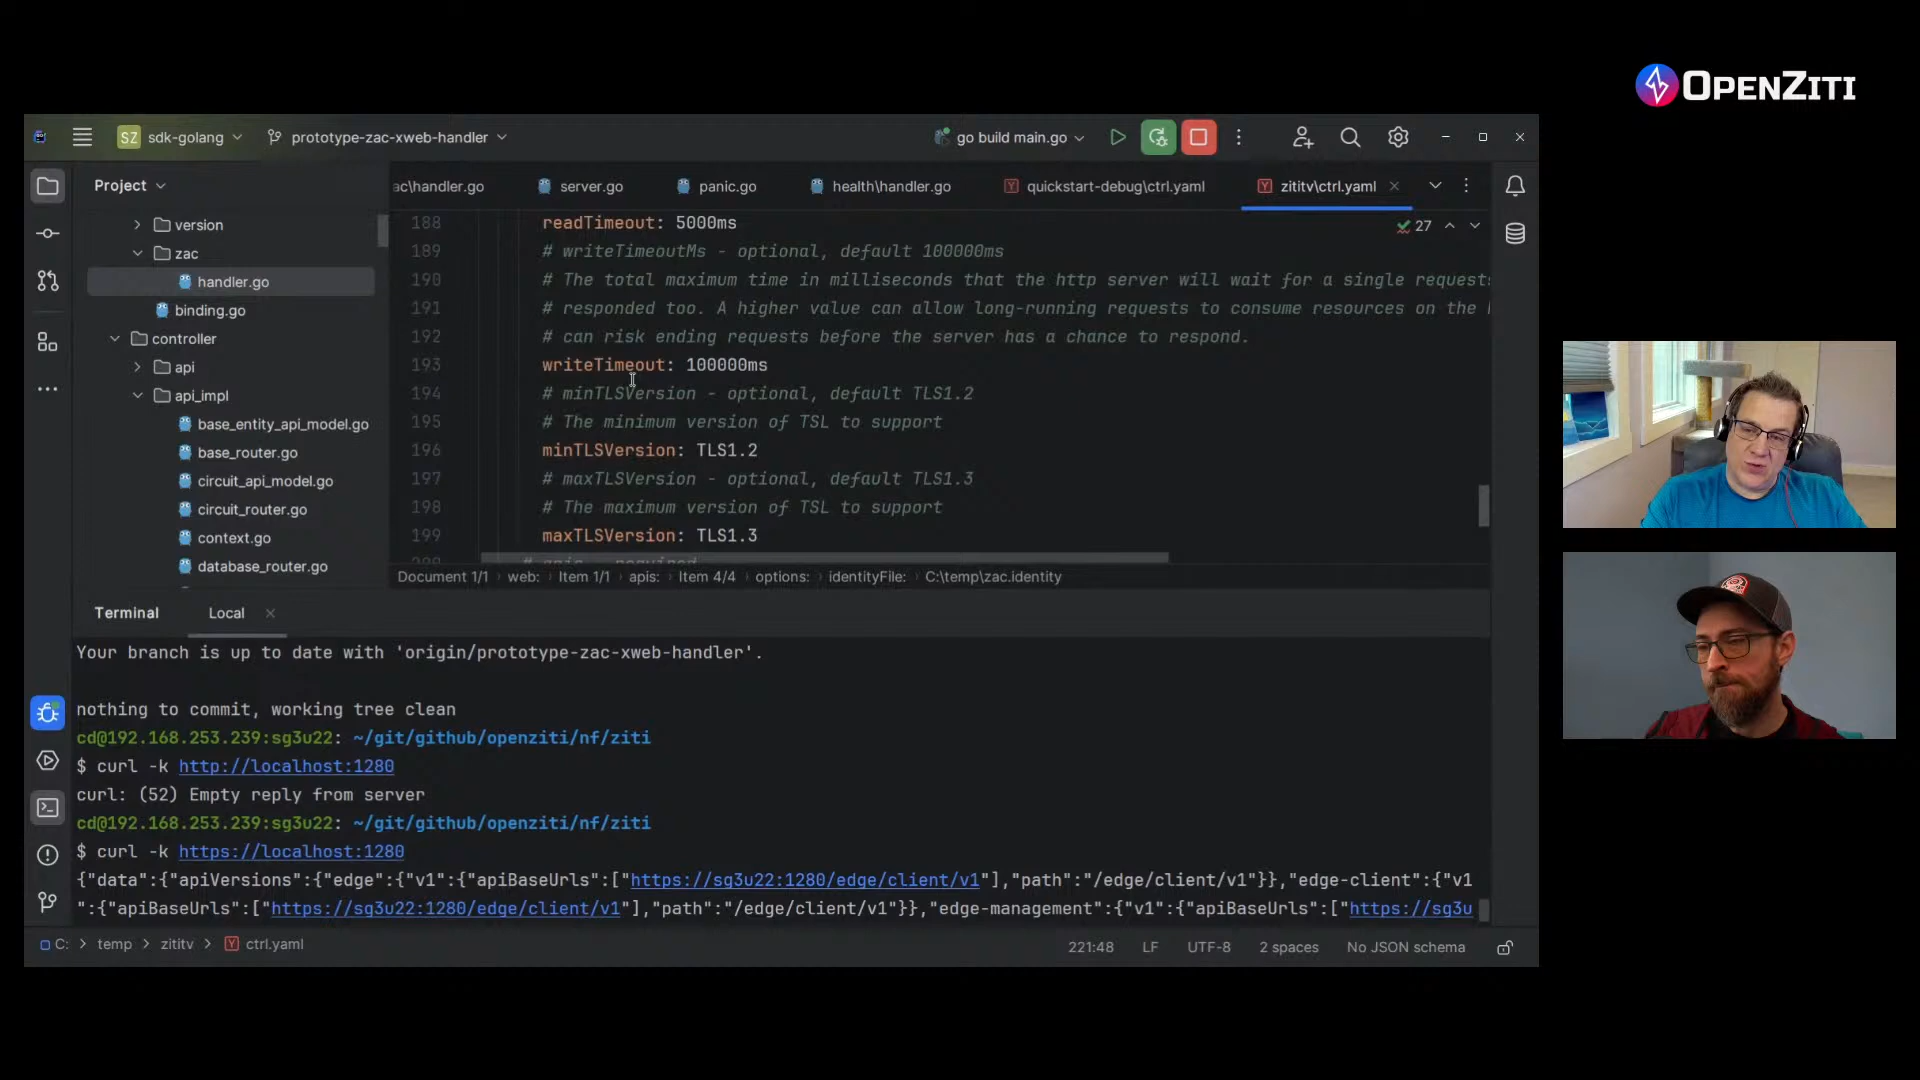 OPENZITI
SZ sdk-golang prototype-zac-xweb-handler go build main.go
Project
ac\handler.go server.go panic.go health\handler.go quickstart-debug\ctrl.yaml zititv\ctrl.yaml
version
zac
handler.go
binding.go
controller
api
api_impl
base_entity_api_model.go
base_router.go
circuit_api_model.go
circuit_router.go
context.go
database_router.go
27
188 readTimeout: 5000ms
189 # writeTimeoutMs - optional, default 100000ms
190 # The total maximum time in milliseconds that the http server will wait for a single requests
191 # responded too. A higher value can allow long-running requests to consume resources on the
192 # can risk ending requests before the server has a chance to respond.
193 writeTimeout: 100000ms
194 # minTLSVersion - optional, default TLS1.2
195 # The minimum version of TSL to support
196 minTLSVersion: TLS1.2
197 # maxTLSVersion - optional, default TLS1.3
198 # The maximum version of TSL to support
199 maxTLSVersion: TLS1.3
Document 1/1 web: Item 1/1 apis: Item 4/4 options: identityFile: C:\temp\zac.identity
Terminal Local
Your branch is up to date with 'origin/prototype-zac-xweb-handler'.
nothing to commit, working tree clean
cd@192.168.253.239:sg3u22: ~/git/github/openziti/nf/ziti
$ curl -k http://localhost:1280
curl: (52) Empty reply from server
cd@192.168.253.239:sg3u22: ~/git/github/openziti/nf/ziti
$ curl -k https://localhost:1280
{"data":{"apiVersions":{"edge":{"v1":{"apiBaseUrls":["https://sg3u22:1280/edge/client/v1"],"path":"/edge/client/v1"}},"edge-client":{"v1
":{"apiBaseUrls":["https://sg3u22:1280/edge/client/v1"],"path":"/edge/client/v1"}},"edge-management":{"v1":{"apiBaseUrls":["https://sg3u
C: > temp > zititv > ctrl.yaml 221:48 LF UTF-8 2 spaces No JSON schema